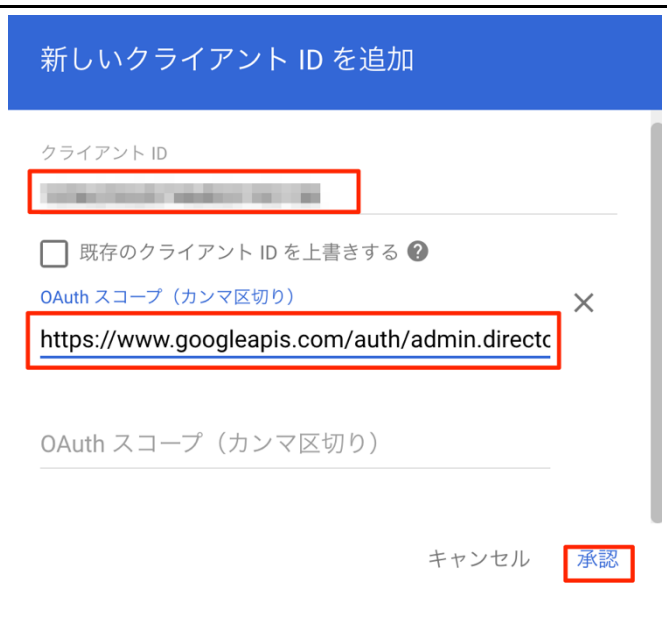 新しいクライアント ID を追加
クライアント ID
既存のクライアント ID を上書きする
OAuth スコープ（カンマ区切り）
https://www.googleapis.com/auth/admin.directo
OAuth スコープ（カンマ区切り）
キャンセル 承認